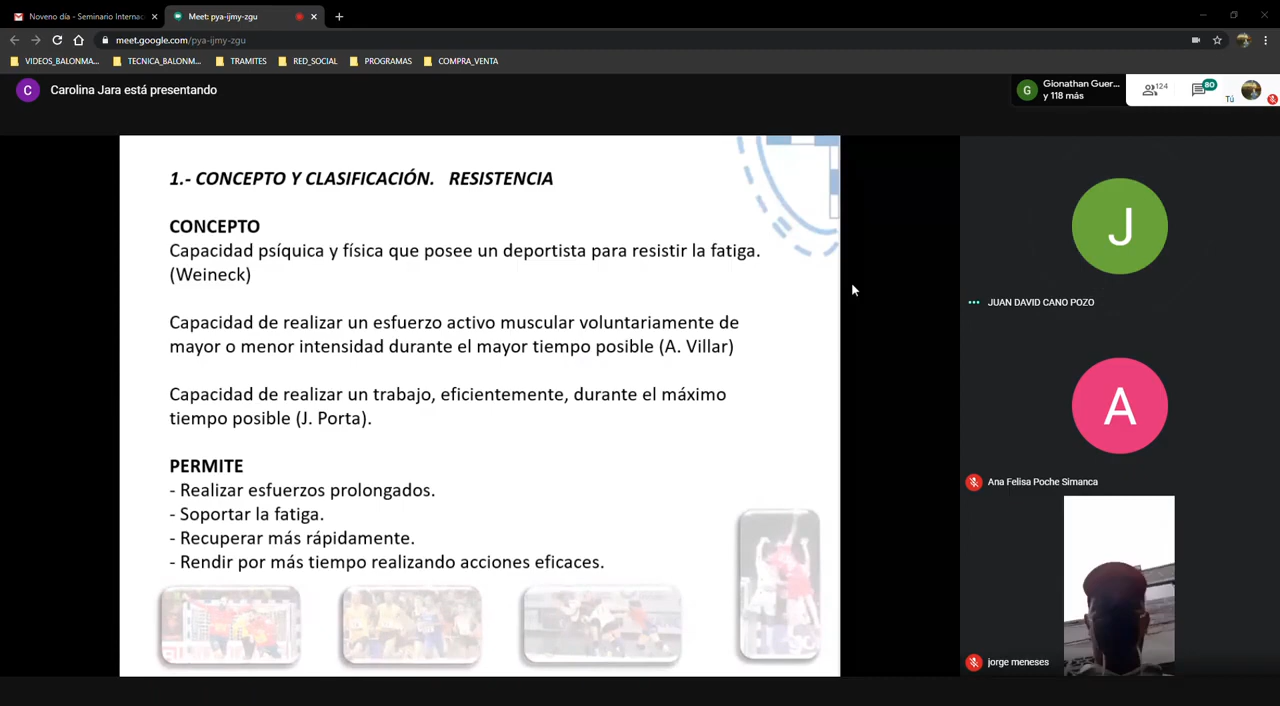 Noveno día - Seminario Internac
Meet: pya-ijmy-zgu
meet.google.com/pya-ijmy-zgu
VIDEOS_BALONMA...
TECNICA_BALONM...
TRAMITES
RED_SOCIAL
PROGRAMAS
COMPRA_VENTA
C
Carolina Jara está presentando
G
Gionathan Guer...
y 118 más
124
80
Tú
1.- CONCEPTO Y CLASIFICACIÓN. RESISTENCIA
CONCEPTO
Capacidad psíquica y física que posee un deportista para resistir la fatiga.
(Weineck)
Capacidad de realizar un esfuerzo activo muscular voluntariamente de
mayor o menor intensidad durante el mayor tiempo posible (A. Villar)
Capacidad de realizar un trabajo, eficientemente, durante el máximo
tiempo posible (J. Porta).
PERMITE
- Realizar esfuerzos prolongados.
- Soportar la fatiga.
- Recuperar más rápidamente.
- Rendir por más tiempo realizando acciones eficaces.
J
JUAN DAVID CANO POZO
A
Ana Felisa Poche Simanca
jorge meneses